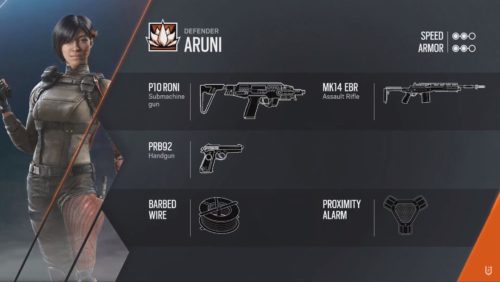 DEFENDER
ARUNI
SPEED
ARMOR
P10 RONI
Submachine
gun
MK14 EBR
Assault Rifle
PRB92
Handgun
BARBED
WIRE
PROXIMITY
ALARM